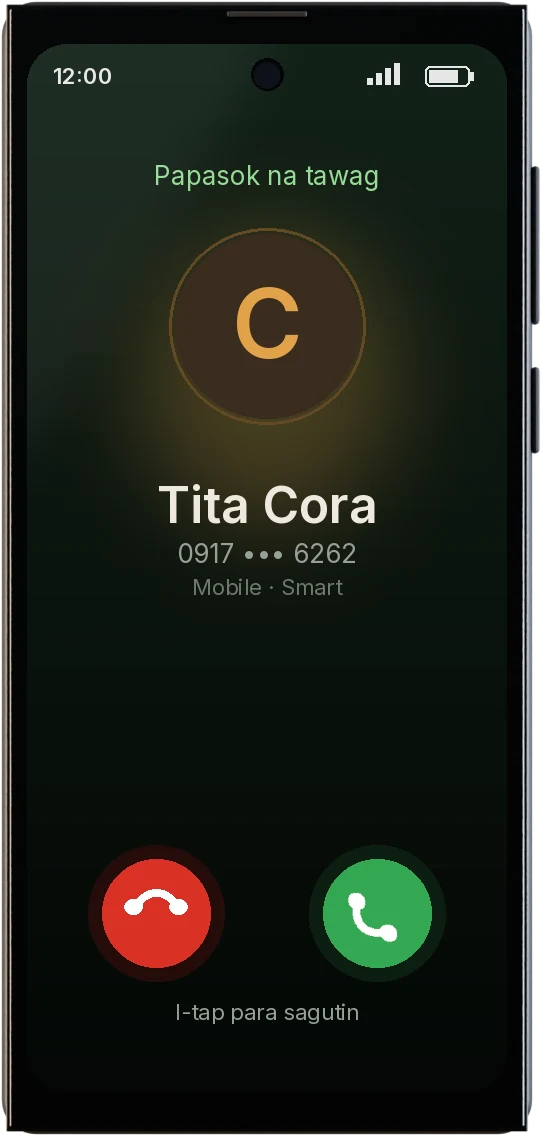 12:00
Papasok na tawag
C
Tita Cora
0917 ••• 6262
Mobile · Smart
I-tap para sagutin